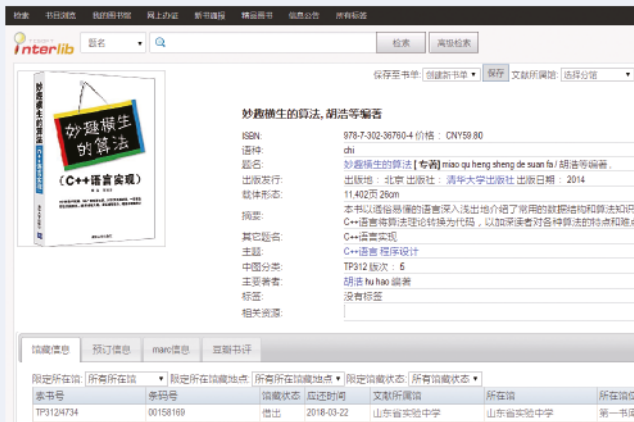 检索 书目浏览 我的图书馆 网上办证 新书通报 精品图书 信息公告 所有标签
interlib 题名 检索 高级检索
保存至书单: 创建新书单 保存 文献所属馆: 选择分馆
妙趣横生的算法
C++语言实现
妙趣横生
的算法
(C++语言实现)
妙趣横生的算法, 胡浩等编著
ISBN: 978-7-302-36760-4 价格: CNY59.80
语种: chi
题名: 妙趣横生的算法 [ 专著] miao qu heng sheng de suan fa / 胡浩等编著 ,
出版发行: 出版地: 北京 出版社: 清华大学出版社 出版日期: 2014
载体形态: 11,402页 26cm
摘要: 本书以通俗易懂的语言深入浅出地介绍了常用的数据结构和算法知识
C++语言将算法理论转换为代码,以加深读者对各种算法的特点和难点
其它题名: C++语言实现
主题: C++语言 程序设计
中图分类: TP312 版次: 5
主要著者: 胡浩 hu hao 编著
标签: 没有标签
相关资源:
馆藏信息 预订信息 marc信息 豆瓣书评
限定所在馆: 所有所在馆 限定馆藏地点: 所有所在馆藏地点 限定馆藏状态: 所有馆藏状态
索书号 条码号 馆藏状态 应还时间 文献所属馆 所在馆 所在馆位
TP312/4734 00158169 借出 2018-03-22 山东省实验中学 山东省实验中学 第一书库